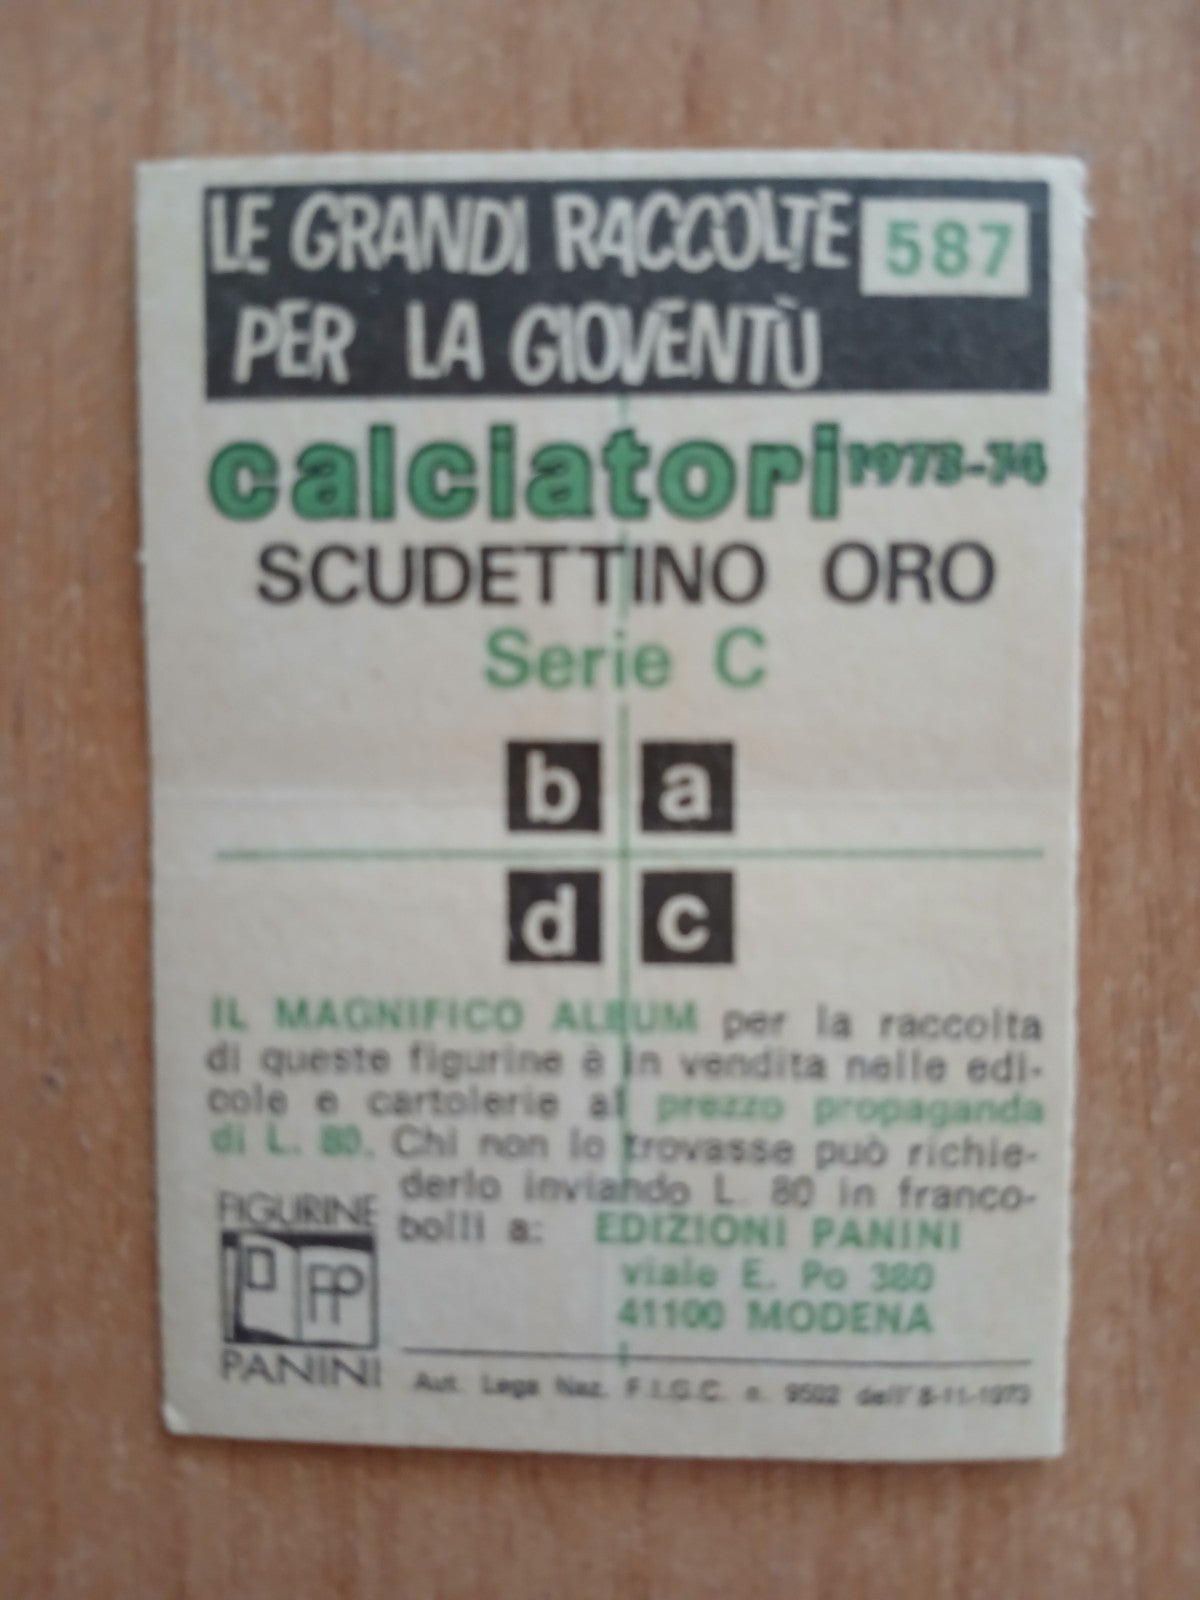 LE GRANDI RACCOLTE
PER LA GIOVENTÙ
587
calciatori 1973-74
SCUDETTINO ORO
Serie C
b a
d c
IL MAGNIFICO ALBUM per la raccolta
di queste figurine è in vendita nelle edi-
cole e cartolerie al prezzo propaganda
di L. 80. Chi non lo trovasse può richie-
derlo inviando L. 80 in franco-
bolli a: EDIZIONI PANINI
viale E. Po 380
41100 MODENA
FIGURINE
FP
PANINI
Aut. Lega Naz. F.I.G.C. n. 9502 dell' 8-11-1973